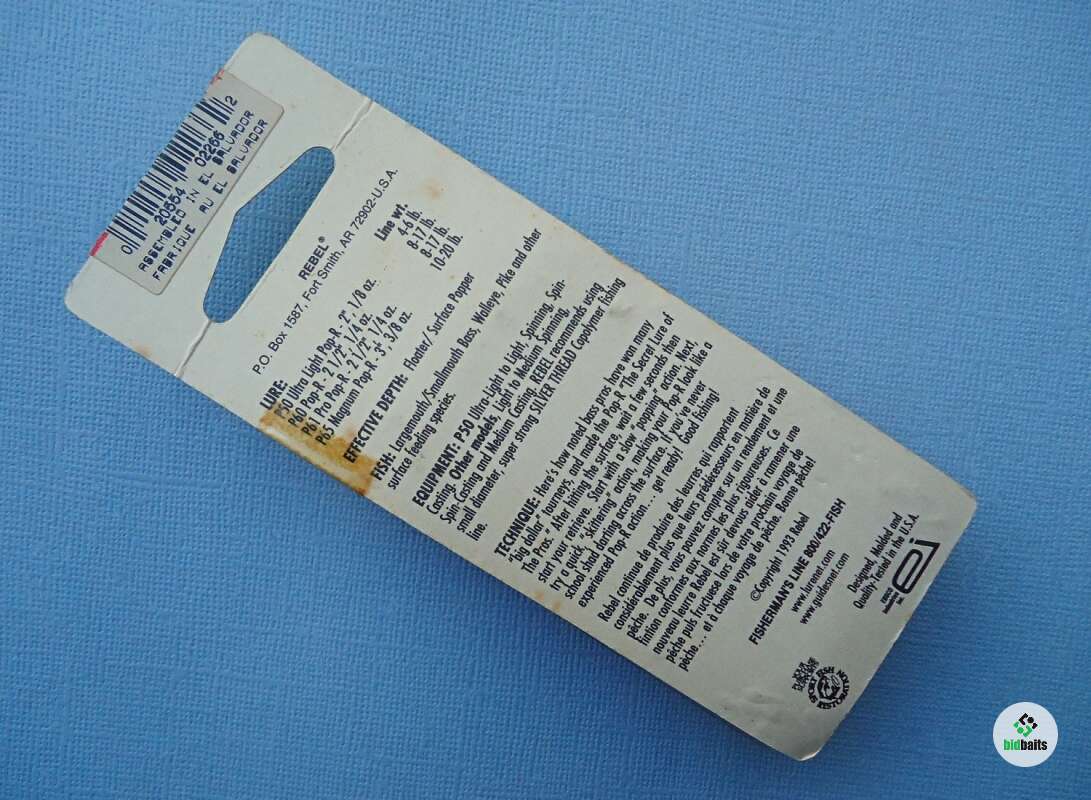 0 20554 02266 2
ASSEMBLED IN EL SALVADOR
FABRIQUE AU EL SALVADOR
REBEL®
P.O. Box 1587, Fort Smith, AR 72902-U.S.A.
LURE: Line wt.
P50 Ultra Light Pop-R - 2", 1/8 oz. 4-6 lb.
P60 Pop-R - 2 1/2", 1/4 oz. 8-17 lb.
P61 Pro Pop-R - 2 1/2", 1/4 oz. 8-17 lb.
P65 Magnum Pop-R - 3", 3/8 oz. 10-20 lb.
EFFECTIVE DEPTH: Floater/Surface Popper
FISH: Largemouth/Smallmouth Bass, Walleye, Pike and other
surface feeding species.
EQUIPMENT: P50 Ultra-Light to Light, Spinning, Spin-
Casting. Other models, Light to Medium Spinning,
Spin-Casting and Medium Casting. REBEL recommends using
small diameter, super strong SILVER THREAD Copolymer fishing
line.
TECHNIQUE: Here's how noted bass pros have won many
"big dollar" tourneys, and made the Pop-R "The Secret Lure of
The Pros." After hitting the surface, wait a few seconds then
start your retrieve. Start with a slow "popping" action. Next,
try a quick, "skittering" action, making your Pop-R look like a
school shad darting across the surface. If you've never
experienced Pop-R action... get ready! Good fishing!
Rebel continue de produire des leurres qui rapportent
considérablement plus que leurs prédecesseurs en matière de
pêche. De plus, vous pouvez compter sur un rendement et une
fintion conformes aux normes les plus rigoureuses. Ce
nouveau leurre Rebel est sûr devous aider à ramener une
pêche puls fructuese lors de votre prochain voyage de
pêche... et à chaque voyage de pêche. Bonne pêche!
©Copyright 1993 Rebel
FISHERMAN'S LINE 800/422-FISH
www.lurenet.com
www.guidesnet.com
Designed, Molded and
Quality-Tested in the U.S.A.
ei
SPORT FISH RESTORATION
bidbaits